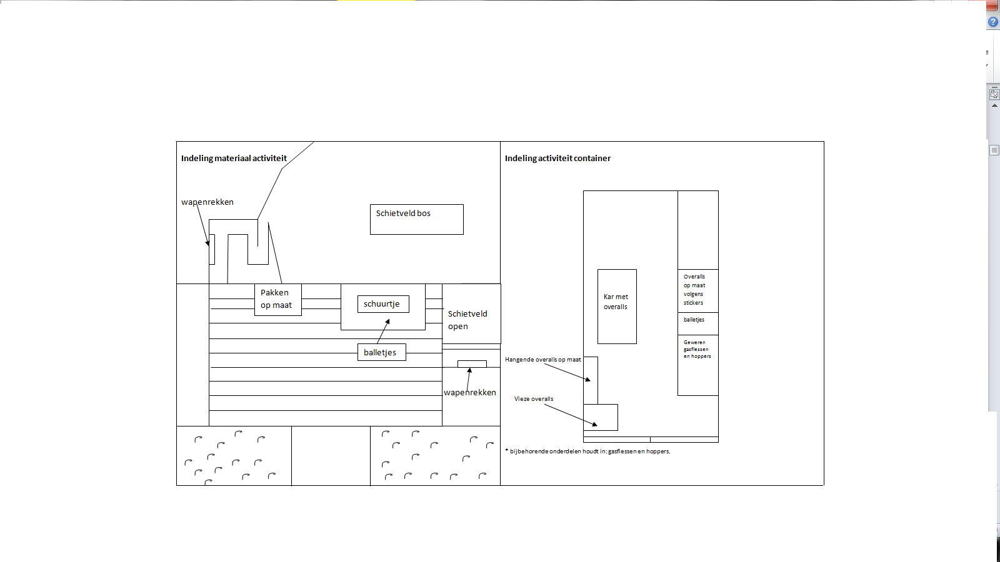 Indeling materiaal activiteit
wapenrekken
Schietveld bos
Pakken
op maat
schuurtje
balletjes
Schietveld
open
wapenrekken
Indeling activiteit container
Kar met
overalls
Overalls
op maat
volgens
stickers
balletjes
Geweren
gasflessen
en hoppers
Hangende overalls op maat
Vieze overalls
* bijbehorende onderdelen houdt in: gasflessen en hoppers.